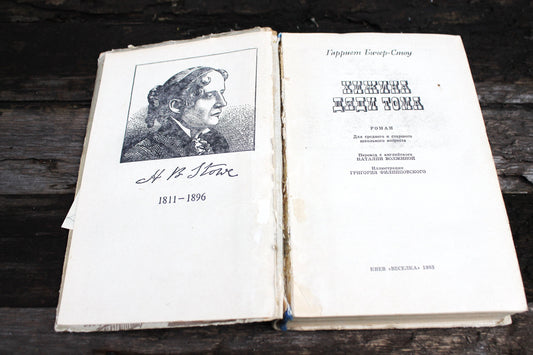 H B Stowe
1811–1896
Гарриет Бичер-Стоу
ХИЖИНА
ДЯДИ ТОМА
РОМАН
Для среднего и старшего
школьного возраста
Перевод с английского
НАТАЛИИ ВОЛЖИНОЙ
Иллюстрации
ГРИГОРИЯ ФИЛИППОВСКОГО
КИЕВ «ВЕСЕЛКА» 1985